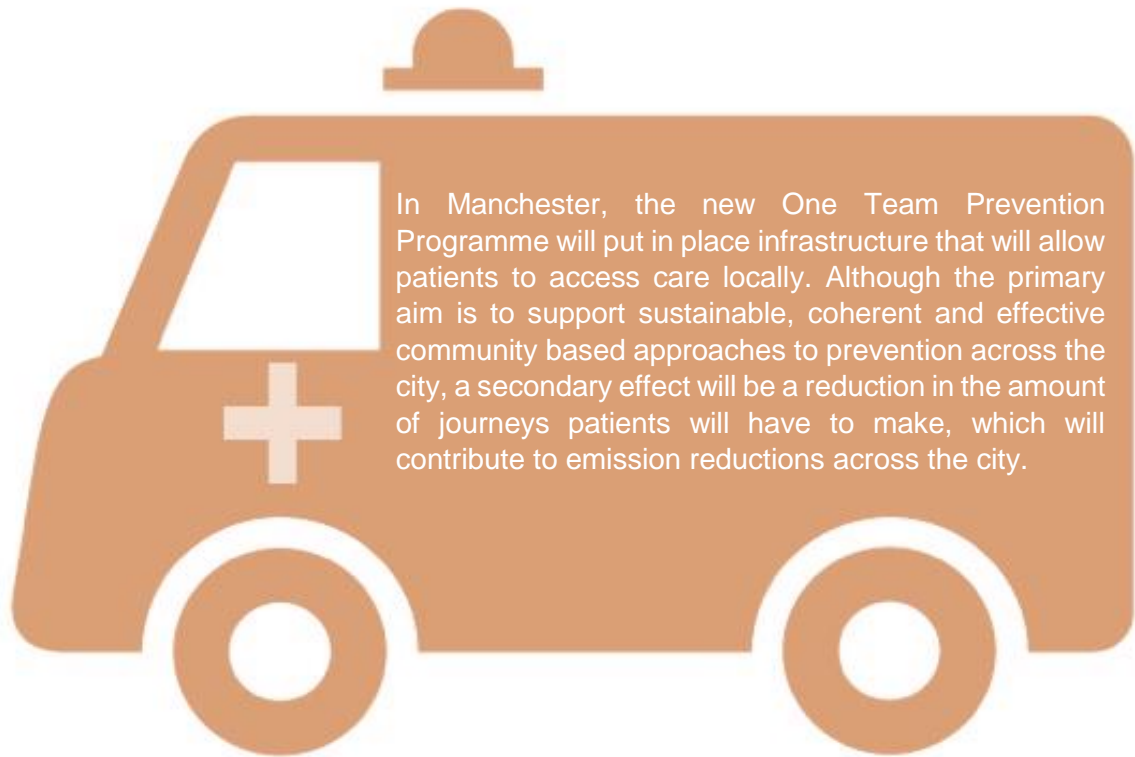 In Manchester, the new One Team Prevention
Programme will put in place infrastructure that will allow
patients to access care locally. Although the primary
aim is to support sustainable, coherent and effective
community based approaches to prevention across the
city, a secondary effect will be a reduction in the amount
of journeys patients will have to make, which will
contribute to emission reductions across the city.